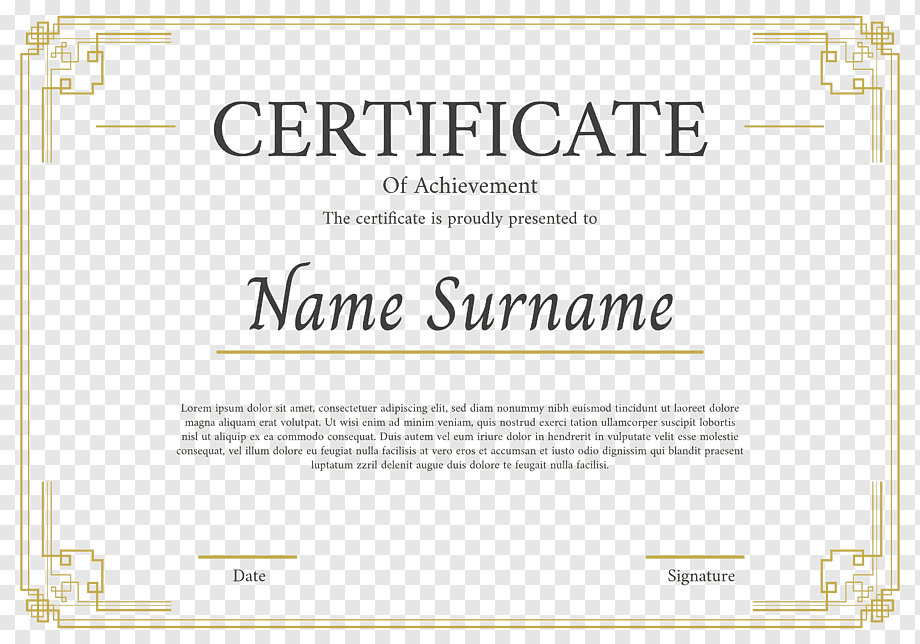 CERTIFICATE
Of Achievement
The certificate is proudly presented to
Name Surname
Lorem ipsum dolor sit amet, consectetuer adipiscing elit, sed diam nonummy nibh euismod tincidunt ut laoreet dolore
magna aliquam erat volutpat. Ut wisi enim ad minim veniam, quis nostrud exerci tation ullamcorper suscipit lobortis
nisl ut aliquip ex ea commodo consequat. Duis autem vel eum iriure dolor in hendrerit in vulputate velit esse molestie
consequat, vel illum dolore eu feugiat nulla facilisis at vero eros et accumsan et iusto odio dignissim qui blandit praesent
luptatum zzril delenit augue duis dolore te feugait nulla facilisi.
Date
Signature